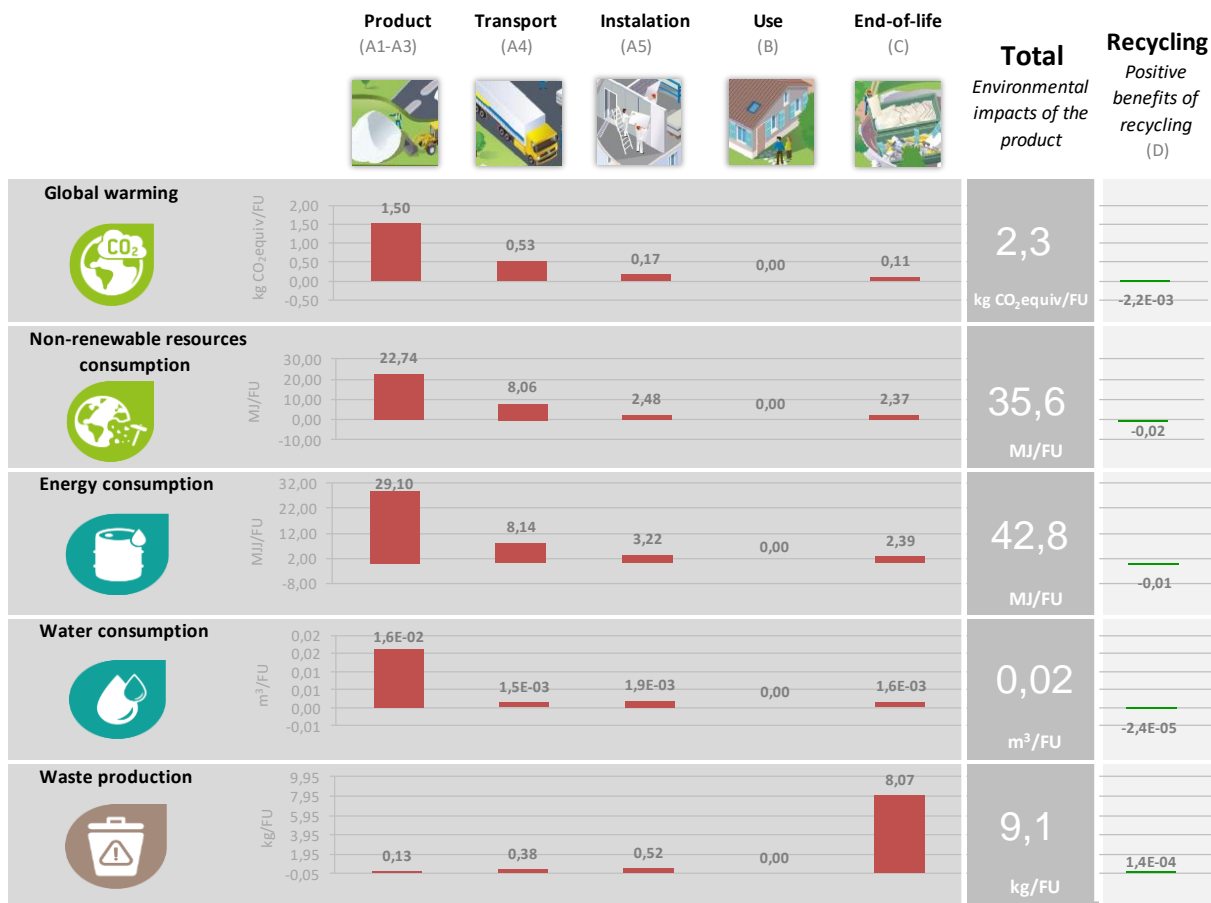 Product
(A1-A3)
Transport
(A4)
Instalation
(A5)
Use
(B)
End-of-life
(C)
Total
Environmental
impacts of the
product
Recycling
Positive
benefits of
recycling
(D)
Global warming
CO₂
kg CO₂equiv/FU
2,00
1,50
1,00
0,50
0,00
-0,50
1,50
0,53
0,17
0,00
0,11
2,3
kg CO₂equiv/FU
-2,2E-03
Non-renewable resources
consumption
MJ/FU
30,00
20,00
10,00
0,00
-10,00
22,74
8,06
2,48
0,00
2,37
35,6
MJ/FU
-0,02
Energy consumption
MJJ/FU
32,00
22,00
12,00
2,00
-8,00
29,10
8,14
3,22
0,00
2,39
42,8
MJ/FU
-0,01
Water consumption
m³/FU
0,02
0,02
0,01
0,01
0,00
-0,01
1,6E-02
1,5E-03
1,9E-03
0,00
1,6E-03
0,02
m³/FU
-2,4E-05
Waste production
kg/FU
9,95
7,95
5,95
3,95
1,95
-0,05
0,13
0,38
0,52
0,00
8,07
9,1
kg/FU
1,4E-04